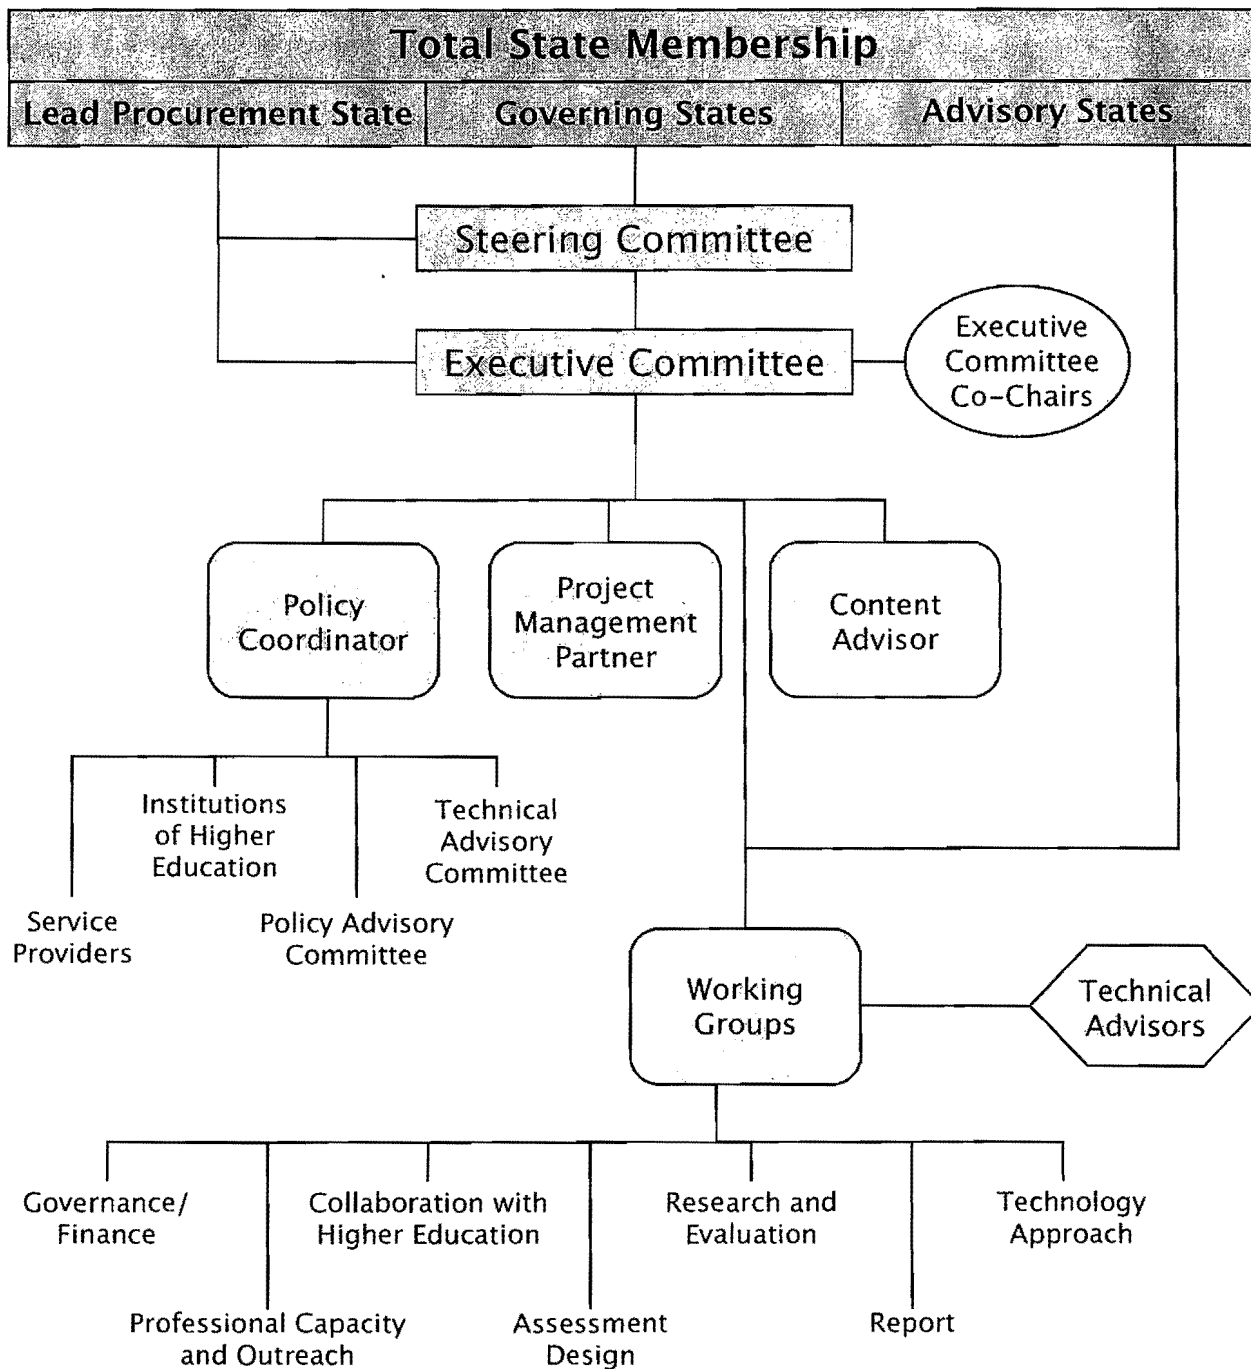 Total State Membership
Lead Procurement State
Governing States
Advisory States
Steering Committee
Executive Committee
Executive
Committee
Co-Chairs
Policy
Coordinator
Project
Management
Partner
Content
Advisor
Institutions
of Higher
Education
Technical
Advisory
Committee
Service
Providers
Policy Advisory
Committee
Working
Groups
Technical
Advisors
Governance/
Finance
Collaboration with
Higher Education
Research and
Evaluation
Technology
Approach
Professional Capacity
and Outreach
Assessment
Design
Report